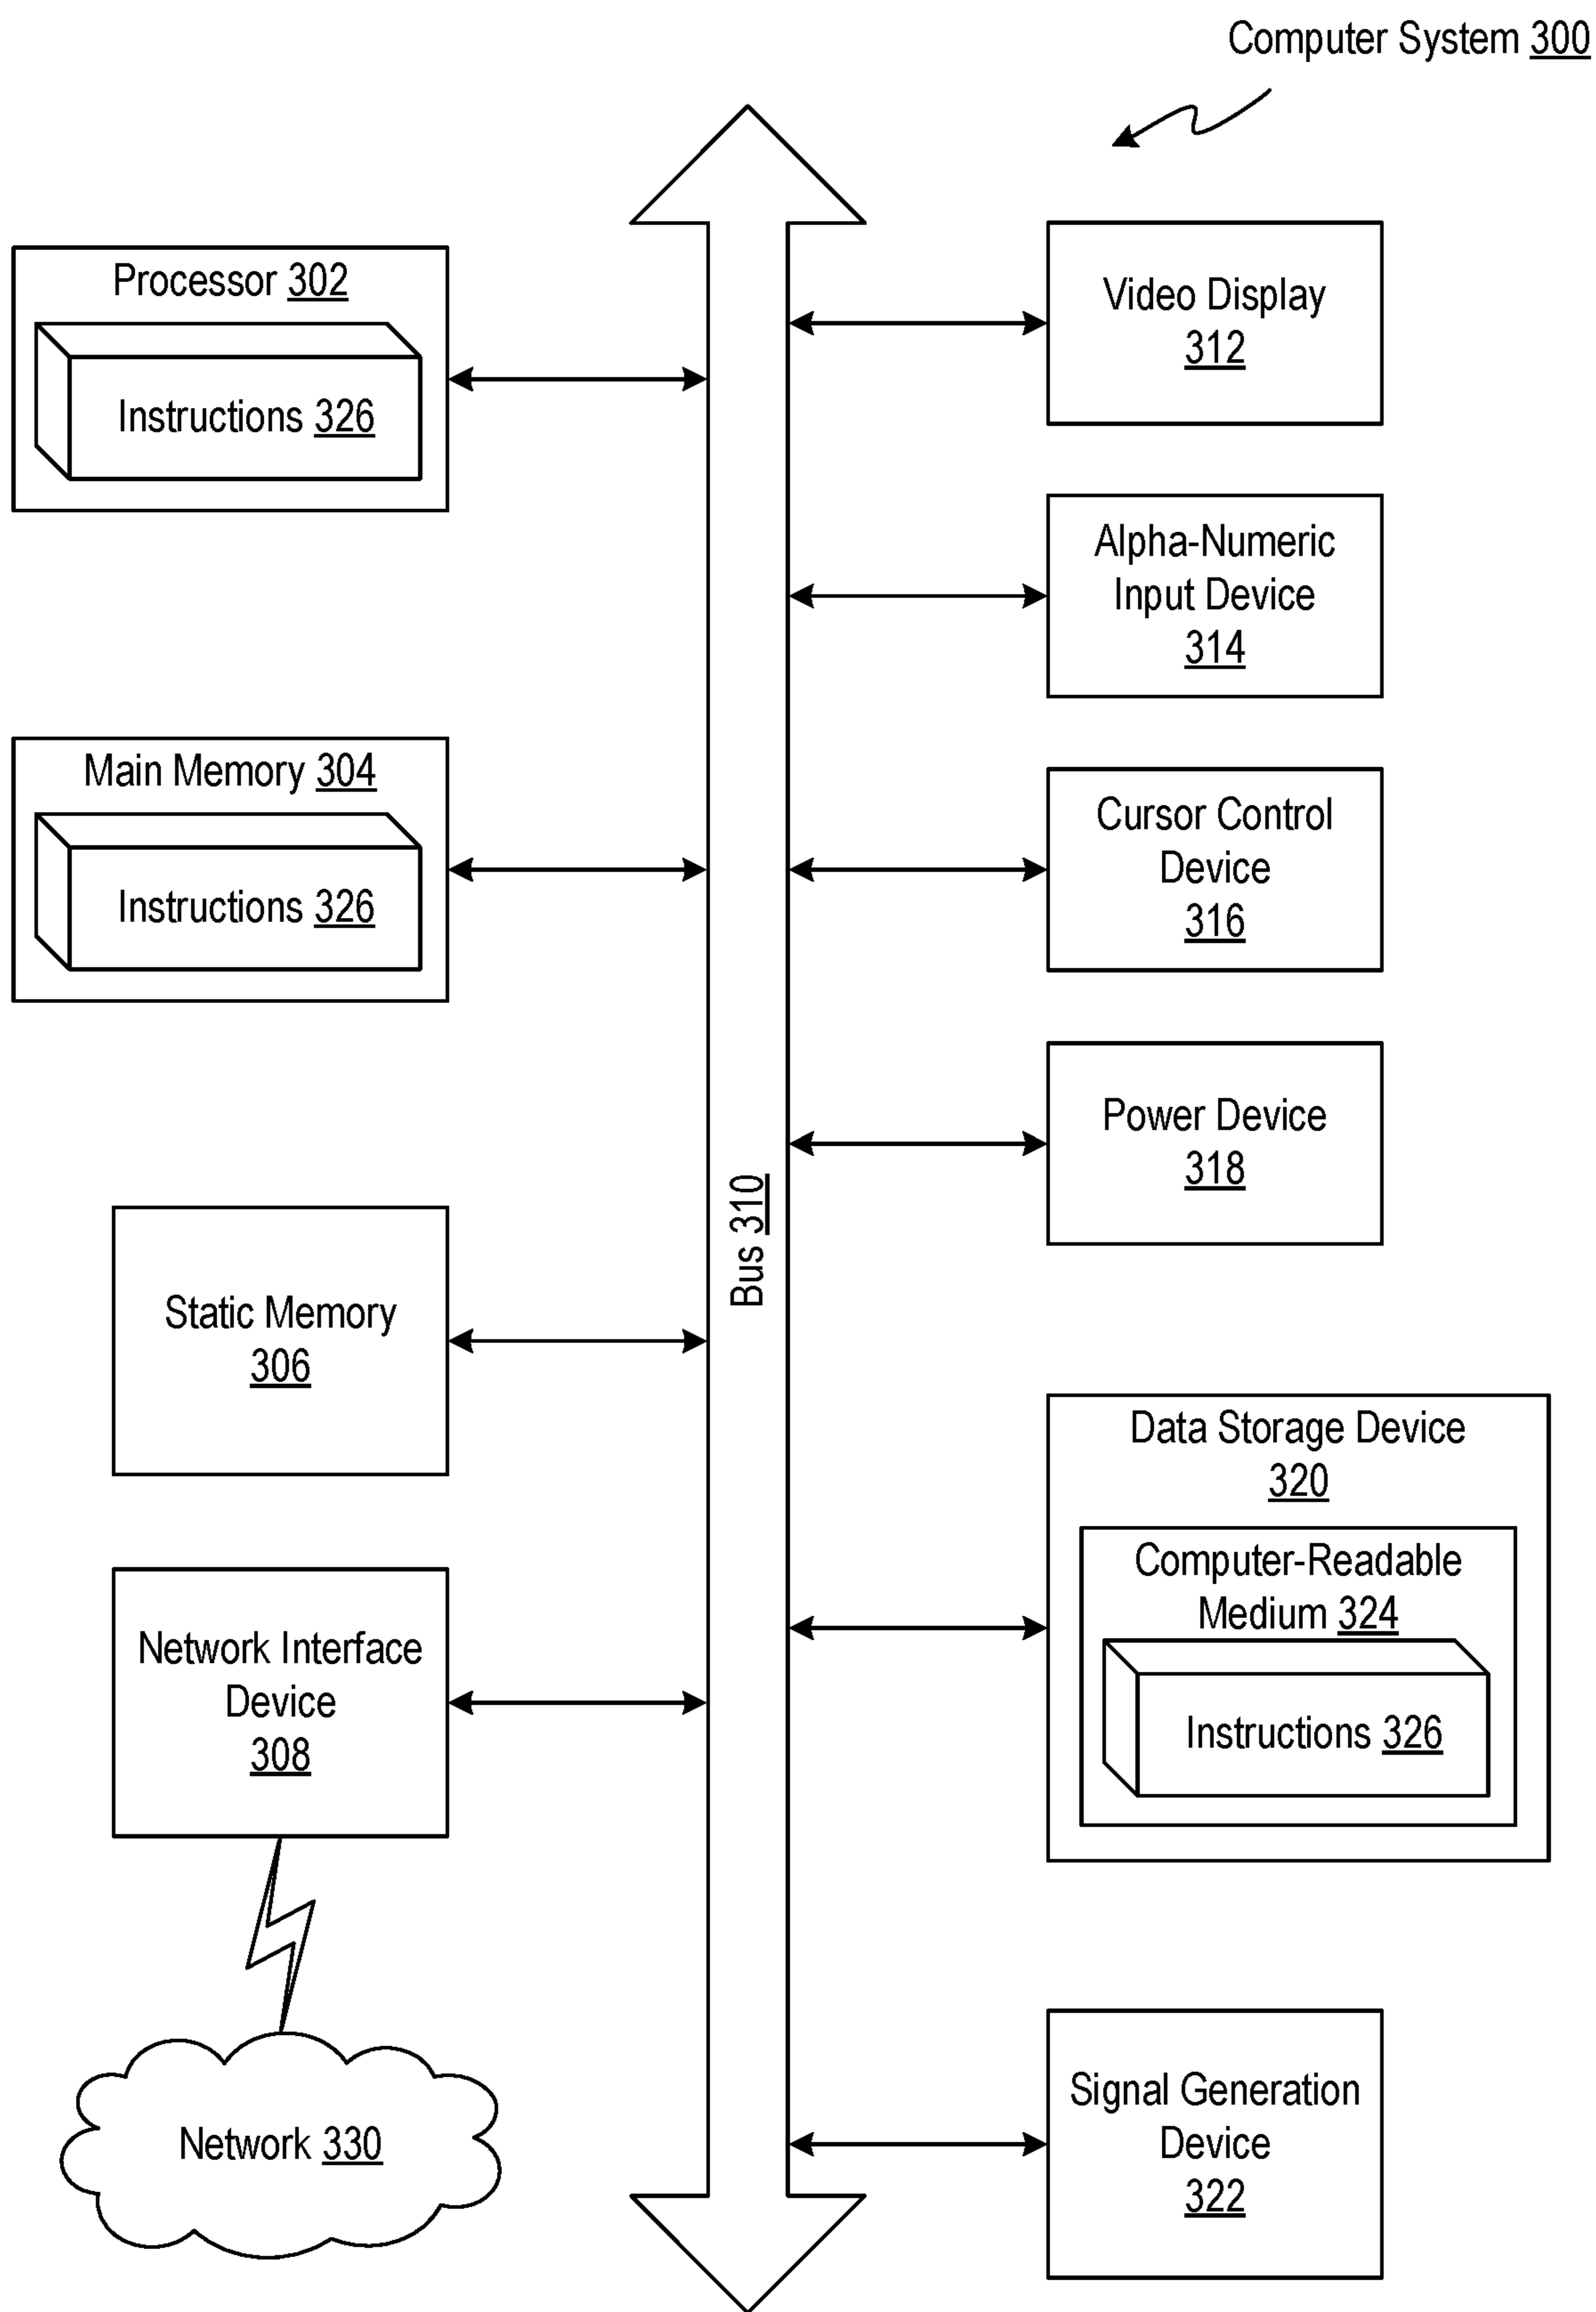 Computer System 300
Processor 302
Instructions 326
Main Memory 304
Instructions 326
Static Memory
306
Network Interface
Device
308
Network 330
Bus 310
Video Display
312
Alpha-Numeric
Input Device
314
Cursor Control
Device
316
Power Device
318
Data Storage Device
320
Computer-Readable
Medium 324
Instructions 326
Signal Generation
Device
322